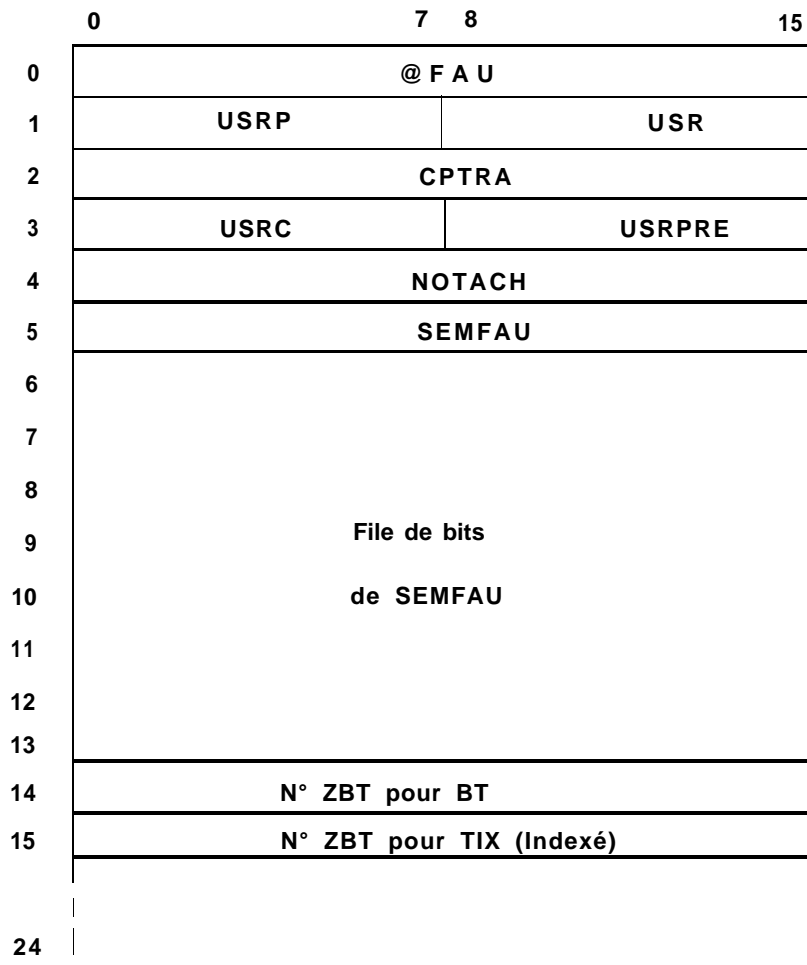 0 7 8 15
0 @FAU
1 USRP USR
2 CPTRA
3 USRC USRPRE
4 NOTACH
5 SEMFAU
6
7
8
9 File de bits
10 de SEMFAU
11
12
13
14 N° ZBT pour BT
15 N° ZBT pour TIX (Indexé)
24